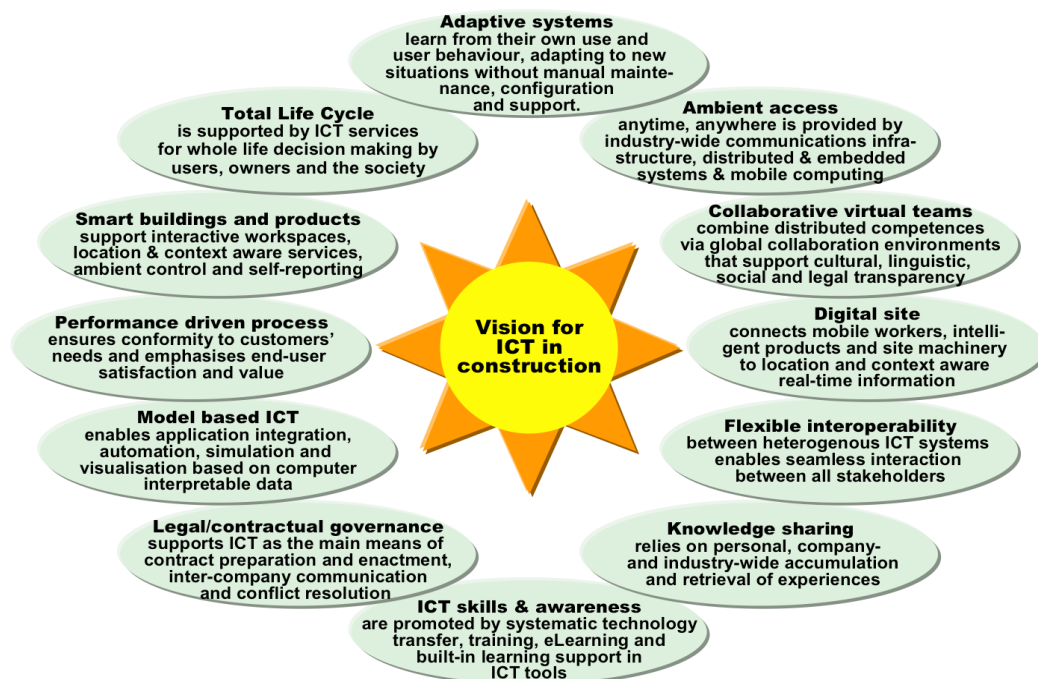 Adaptive systems
learn from their own use and
user behaviour, adapting to new
situations without manual mainte-
nance, configuration
and support.
Ambient access
anytime, anywhere is provided by
industry-wide communications infra-
structure, distributed & embedded
systems & mobile computing
Collaborative virtual teams
combine distributed competences
via global collaboration environments
that support cultural, linguistic,
social and legal transparency
Digital site
connects mobile workers, intelli-
gent products and site machinery
to location and context aware
real-time information
Flexible interoperability
between heterogenous ICT systems
enables seamless interaction
between all stakeholders
Knowledge sharing
relies on personal, company-
and industry-wide accumulation
and retrieval of experiences
ICT skills & awareness
are promoted by systematic technology
transfer, training, eLearning and
built-in learning support in
ICT tools
Legal/contractual governance
supports ICT as the main means of
contract preparation and enactment,
inter-company communication
and conflict resolution
Model based ICT
enables application integration,
automation, simulation and
visualisation based on computer
interpretable data
Performance driven process
ensures conformity to customers’
needs and emphasises end-user
satisfaction and value
Smart buildings and products
support interactive workspaces,
location & context aware services,
ambient control and self-reporting
Total Life Cycle
is supported by ICT services
for whole life decision making by
users, owners and the society
Vision for
ICT in
construction